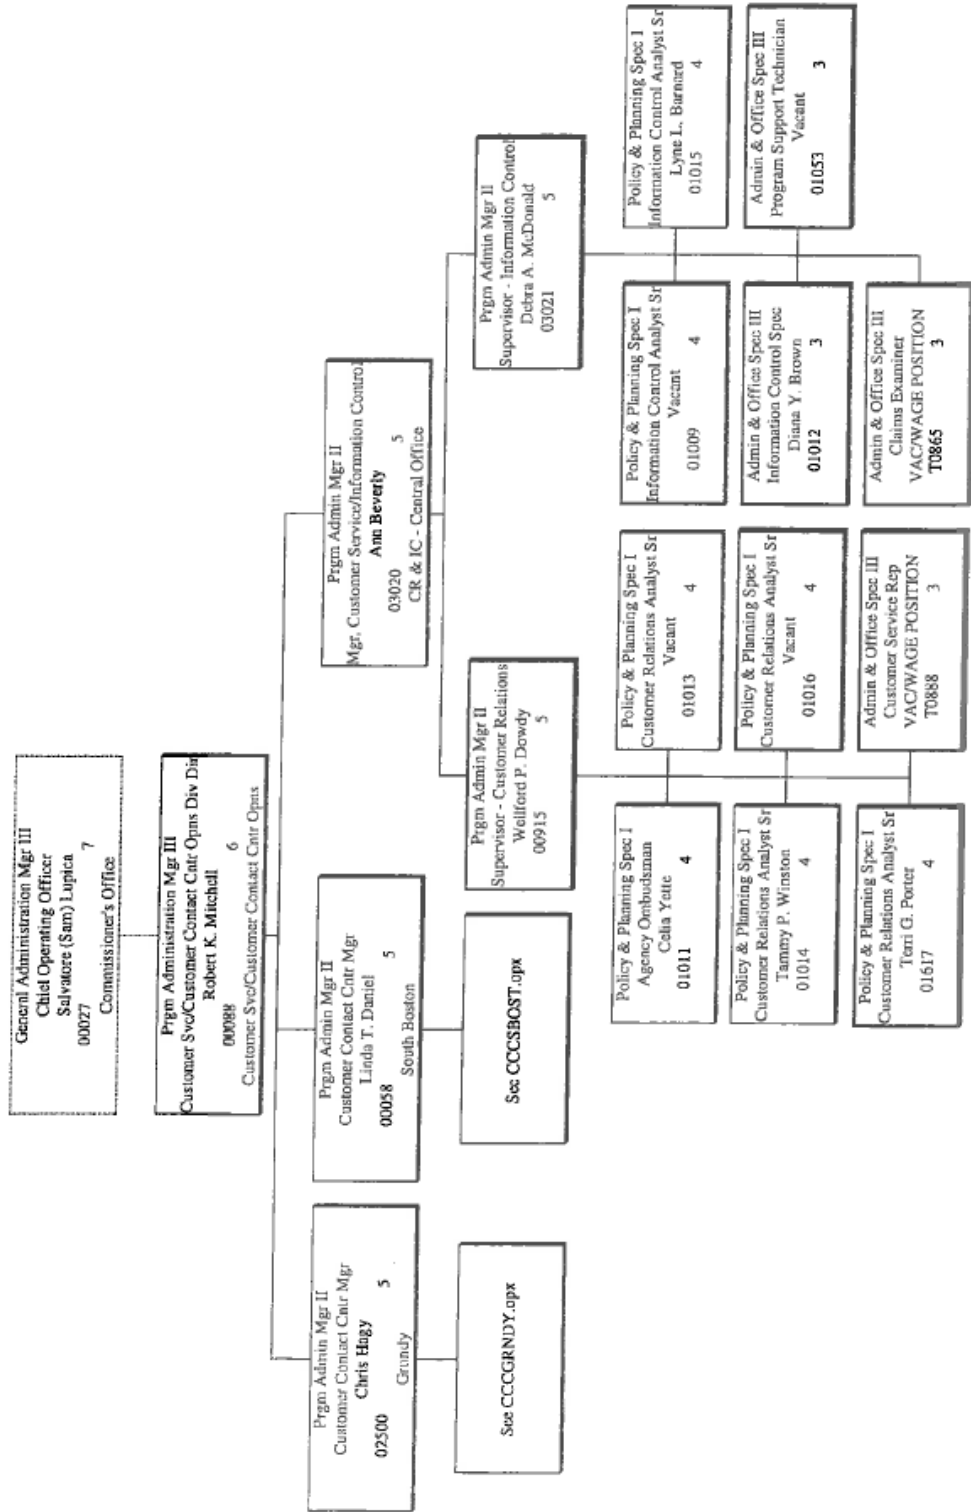 General Administration Mgr III
Chief Operating Officer
Salvatore (Sam) Lupica
00027 7
Commissioner's Office
Prgm Administration Mgr III
Customer Svc/Customer Contact Cntr Opns Div Dir
Robert K. Mitchell
00088 6
Customer Svc/Customer Contact Cntr Opns
Prgm Admin Mgr II
Customer Contact Cntr Mgr
Chris Hagy
02500 5
Grundy
Prgm Admin Mgr II
Customer Contact Cntr Mgr
Linda T. Daniel
00058 5
South Boston
Prgm Admin Mgr II
Mgr, Customer Service/Information Control
Ann Beverly
03020 5
CR & IC - Central Office
See CCCGRNDY.opx
See CCCSBOST.opx
Prgm Admin Mgr II
Supervisor - Customer Relations
Wellford P. Dowdy
00915 5
Prgm Admin Mgr II
Supervisor - Information Control
Debra A. McDonald
03021 5
Policy & Planning Spec I
Agency Ombudsman
Celia Yette
01011 4
Policy & Planning Spec I
Customer Relations Analyst Sr
Vacant
01013 4
Policy & Planning Spec I
Information Control Analyst Sr
Vacant
01009 4
Policy & Planning Spec I
Information Control Analyst Sr
Lyne L. Barnard
01015 4
Policy & Planning Spec I
Customer Relations Analyst Sr
Tammy P. Winston
01014 4
Policy & Planning Spec I
Customer Relations Analyst Sr
Vacant
01016 4
Admin & Office Spec III
Information Control Spec
Diana Y. Brown
01012 3
Admin & Office Spec III
Program Support Technician
Vacant
01053 3
Policy & Planning Spec I
Customer Relations Analyst Sr
Terri G. Porter
01617 4
Admin & Office Spec III
Customer Service Rep
VAC/WAGE POSITION
T0888 3
Admin & Office Spec III
Claims Examiner
VAC/WAGE POSITION
T0865 3